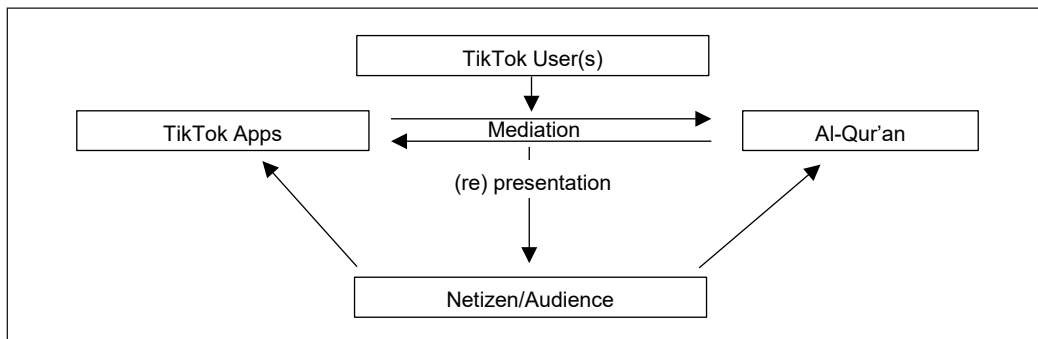 TikTok User(s)
TikTok Apps
Mediation
Al-Qur’an
(re) presentation
Netizen/Audience